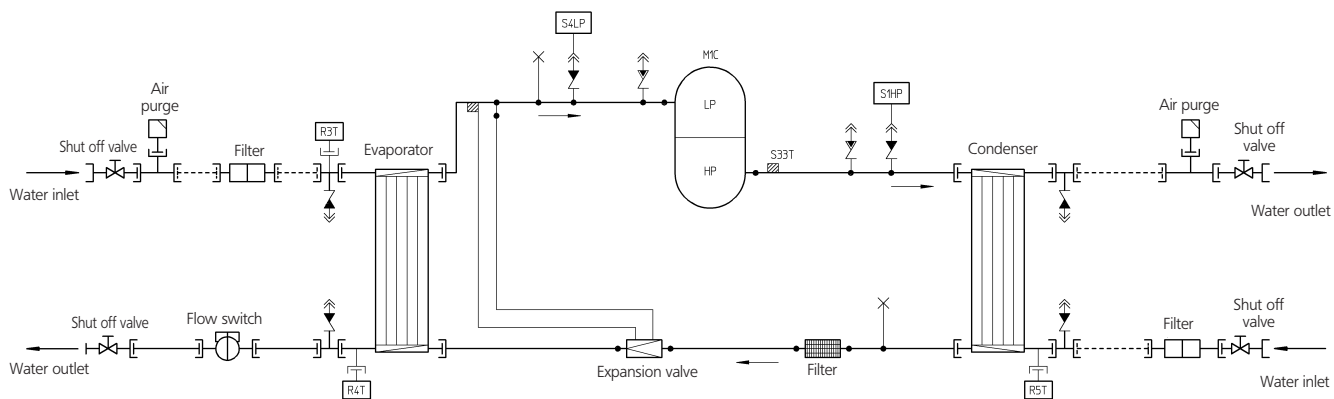 S4LP
M1C
Air
purge
S1HP
Air purge
LP
R3T
Shut off valve
Filter
Evaporator
Shut off
valve
S33T
Condenser
HP
Water inlet
Water outlet
Shut off valve
Flow switch
Shut off
valve
Filter
Water outlet
Expansion valve
Filter
Water inlet
R4T
R5T